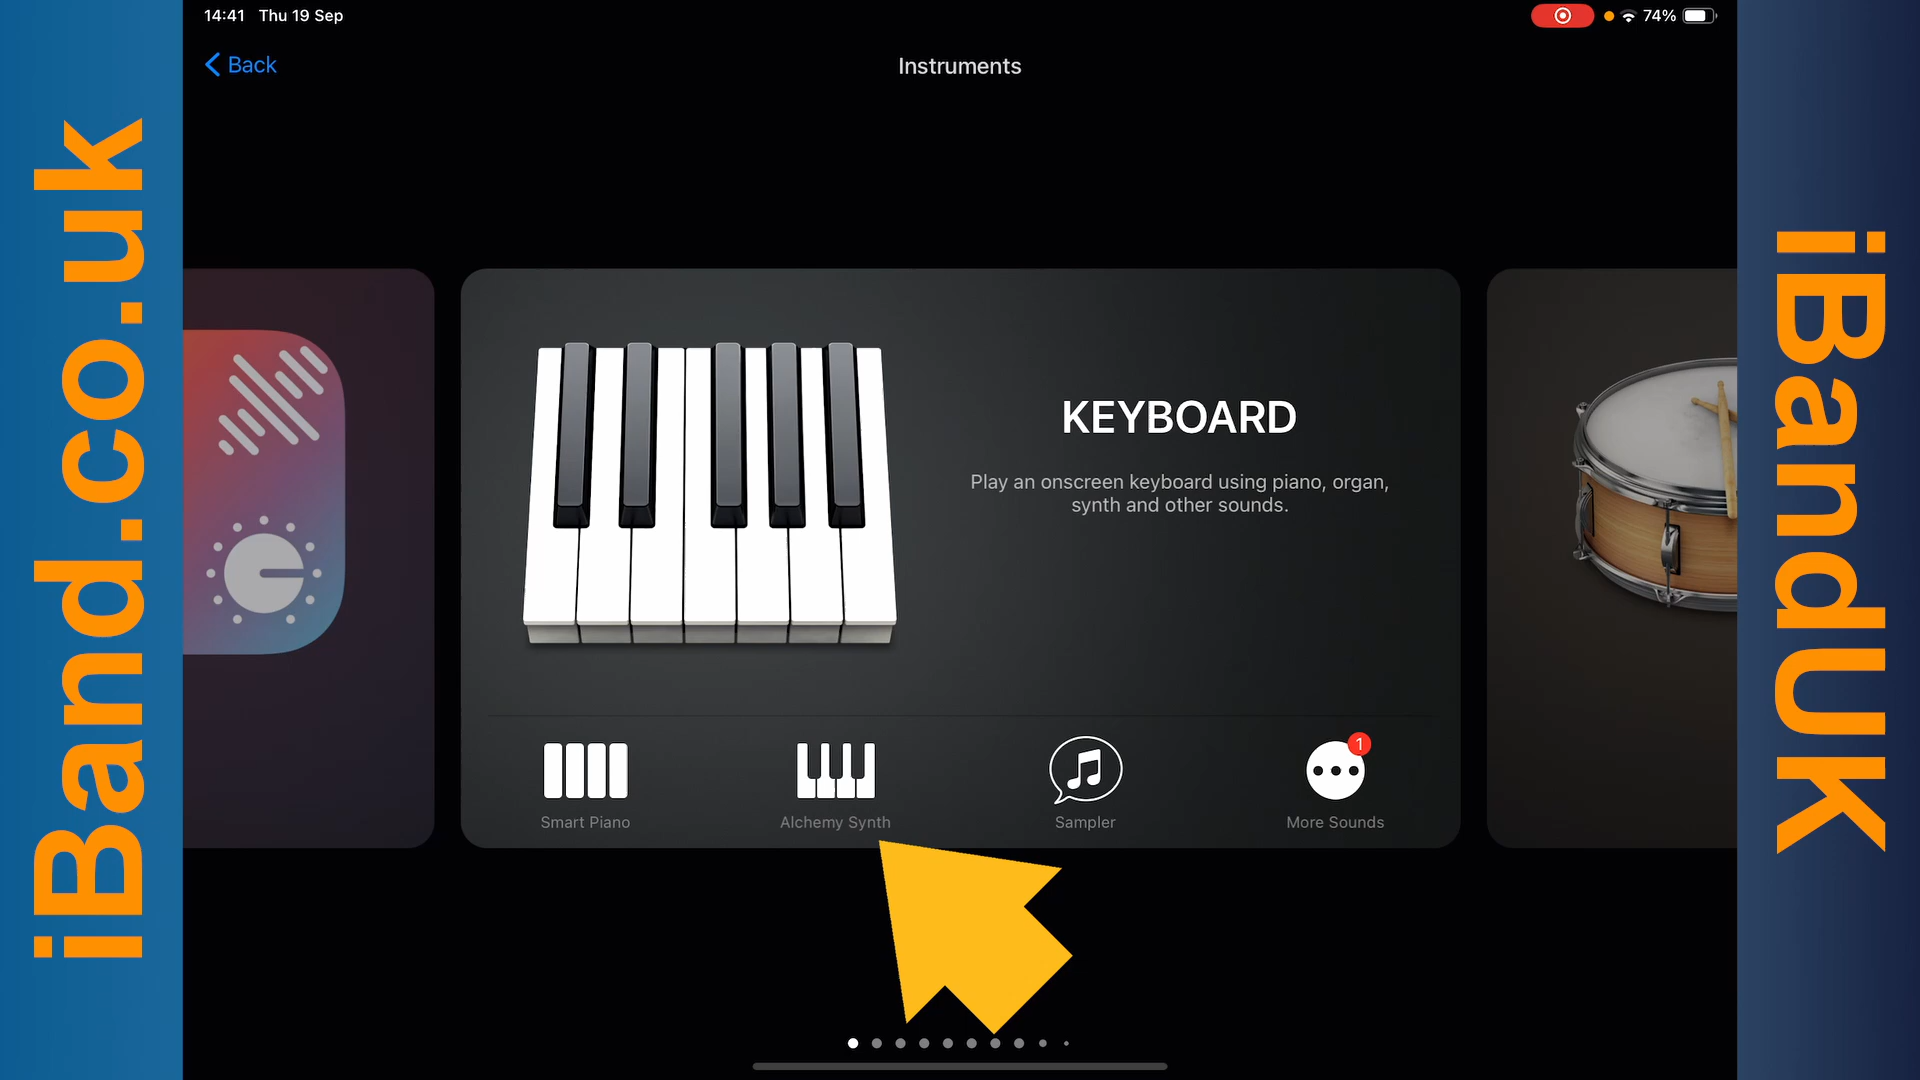 14:41 Thu 19 Sep
74%
Back
Instruments
iBand.co.uk
KEYBOARD
Play an onscreen keyboard using piano, organ,
synth and other sounds.
Smart Piano
Alchemy Synth
Sampler
1
More Sounds
iBandUK